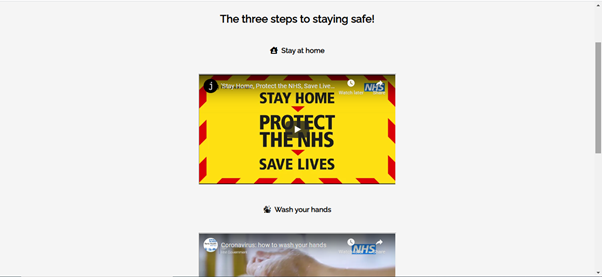 The three steps to staying safe!
Stay at home
Stay Home, Protect the NHS, Save Live...
NHS
STAY HOME
PROTECT
THE NHS
SAVE LIVES
Wash your hands
Coronavirus: how to wash your hands
NHS